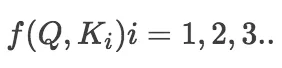 f(Q, K_i)i = 1, 2, 3..